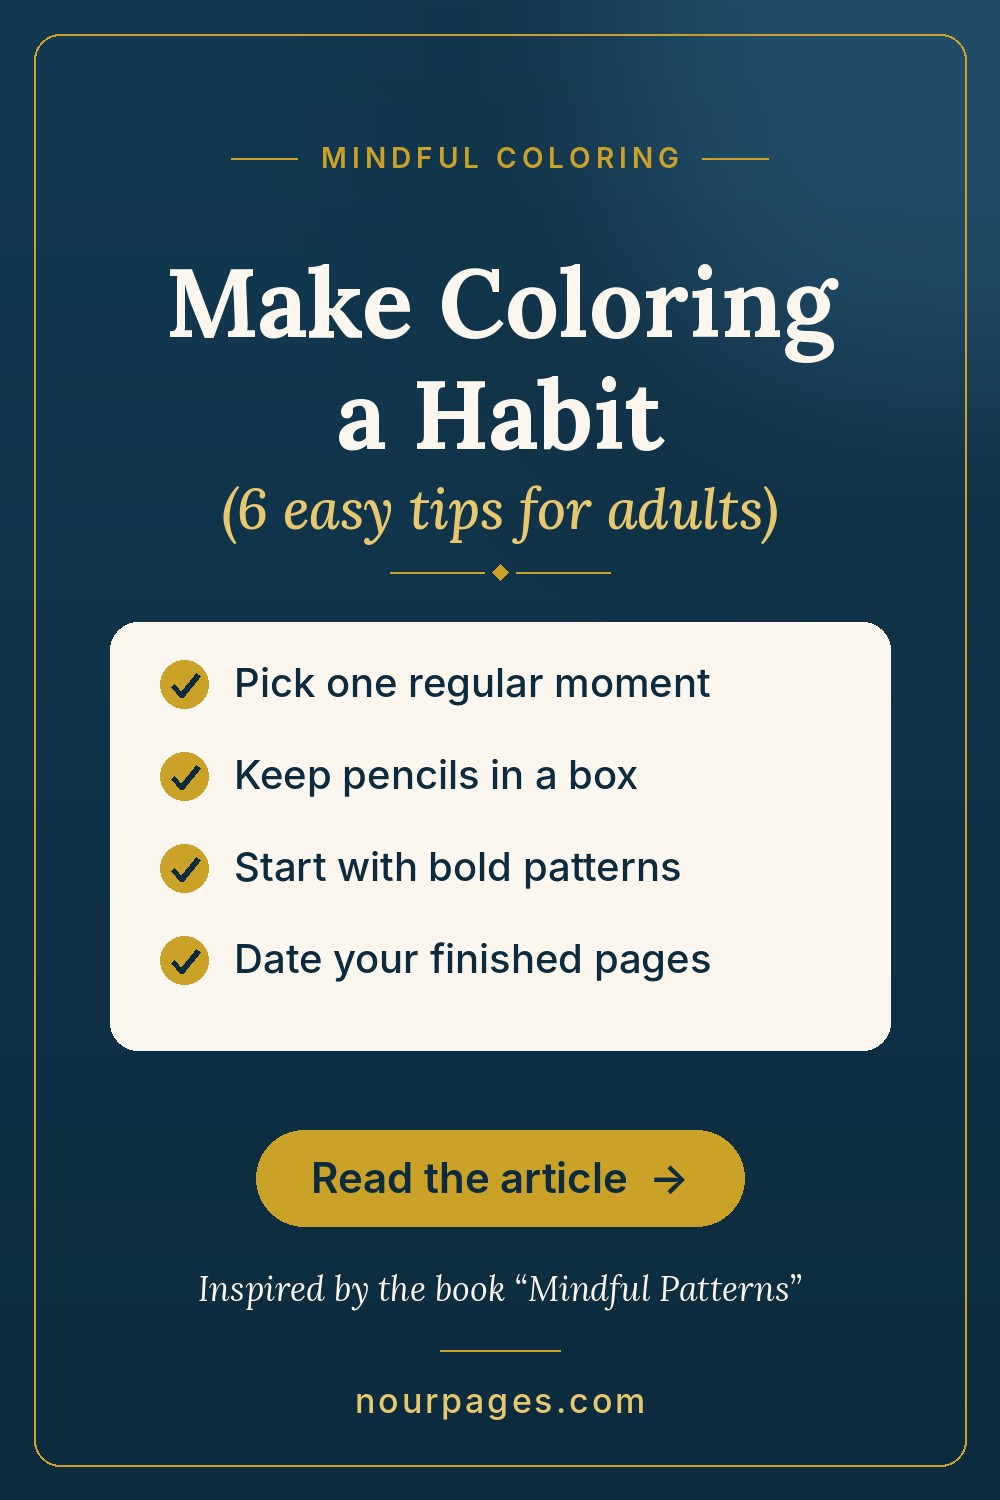 MINDFUL COLORING
Make Coloring
a Habit
(6 easy tips for adults)
Pick one regular moment
Keep pencils in a box
Start with bold patterns
Date your finished pages
Read the article →
Inspired by the book “Mindful Patterns”
nourpages.com